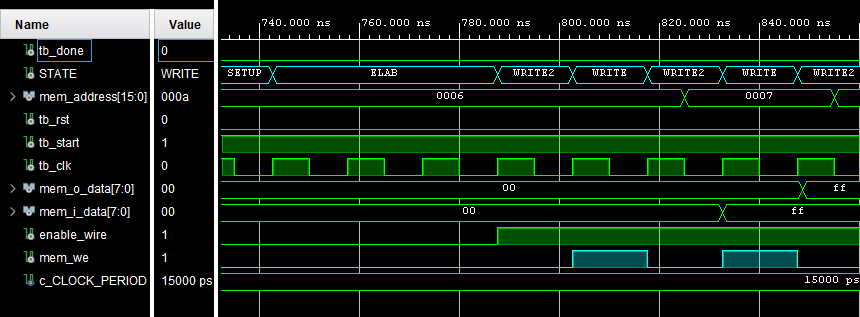 Name Value 740.000 ns 760.000 ns 780.000 ns 800.000 ns 820.000 ns 840.000 ns
tb_done 0
STATE WRITE SETUP ELAB WRITE2 WRITE WRITE2 WRITE WRITE2
mem_address[15:0] 000a 0006 0007
tb_rst 0
tb_start 1
tb_clk 0
mem_o_data[7:0] 00 00 ff
mem_i_data[7:0] 00 00 ff
enable_wire 1
mem_we 1
c_CLOCK_PERIOD 15000 ps 15000 ps